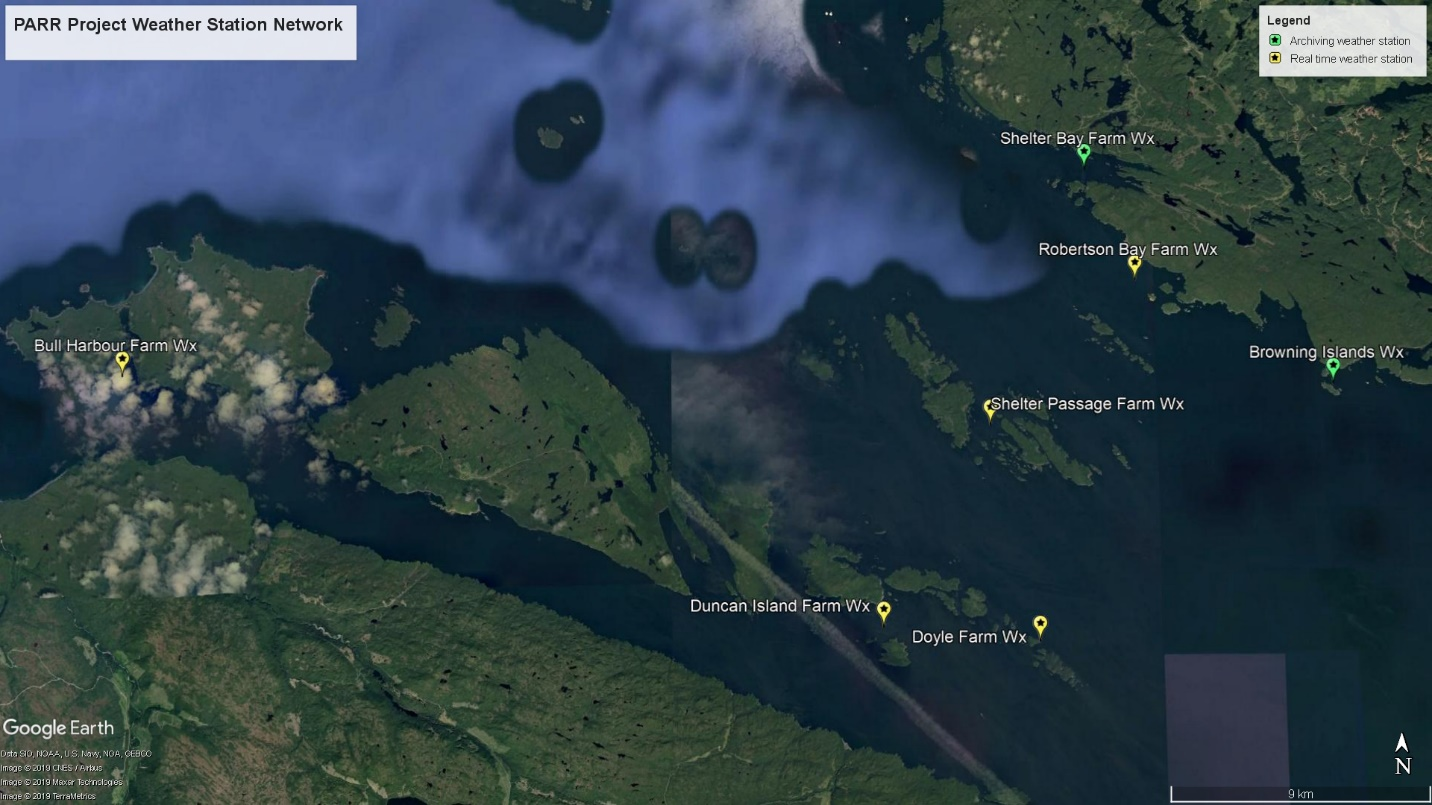 PARR Project Weather Station Network
Legend
Archiving weather station
Real time weather station
Shelter Bay Farm Wx
Robertson Bay Farm Wx
Bull Harbour Farm Wx
Browning Islands Wx
Shelter Passage Farm Wx
Duncan Island Farm Wx
Doyle Farm Wx
Google Earth
Data SIO, NOAA, U.S. Navy, NGA, GEBCO
Image © 2019 CNES / Airbus
Image © 2019 Maxar Technologies
Image © 2019 TerraMetrics
N
9 km